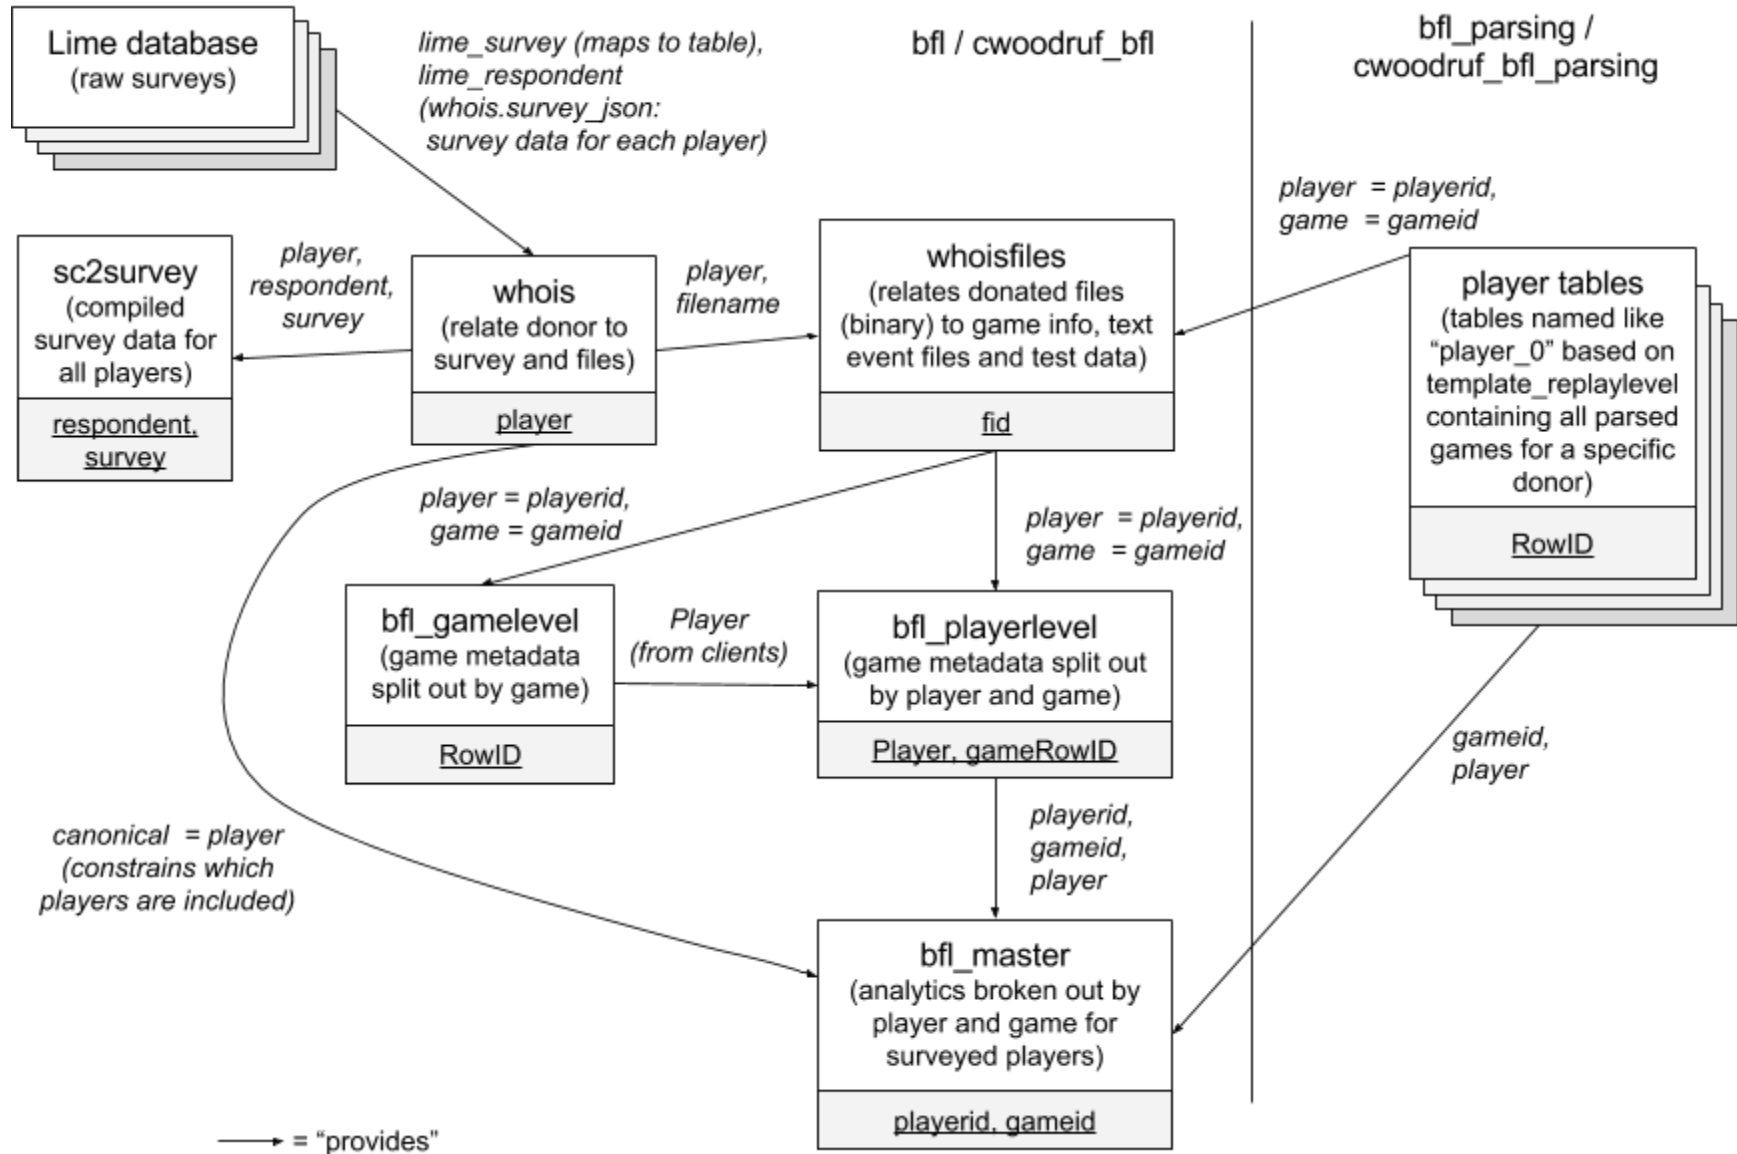 Lime database
(raw surveys)
lime_survey (maps to table),
lime_respondent
(whois.survey_json:
survey data for each player)
bfl / cwoodruf_bfl
bfl_parsing /
cwoodruf_bfl_parsing
player = playerid,
game = gameid
sc2survey
(compiled
survey data for
all players)
respondent,
survey
player,
respondent,
survey
whois
(relate donor to
survey and files)
player
player,
filename
whoisfiles
(relates donated files
(binary) to game info, text
event files and test data)
fid
player tables
(tables named like
“player_0” based on
template_replaylevel
containing all parsed
games for a specific
donor)
RowID
player = playerid,
game = gameid
player = playerid,
game = gameid
bfl_gamelevel
(game metadata
split out by game)
RowID
Player
(from clients)
bfl_playerlevel
(game metadata split out
by player and game)
Player, gameRowID
gameid,
player
canonical = player
(constrains which
players are included)
playerid,
gameid,
player
bfl_master
(analytics broken out by
player and game for
surveyed players)
playerid, gameid
= “provides”